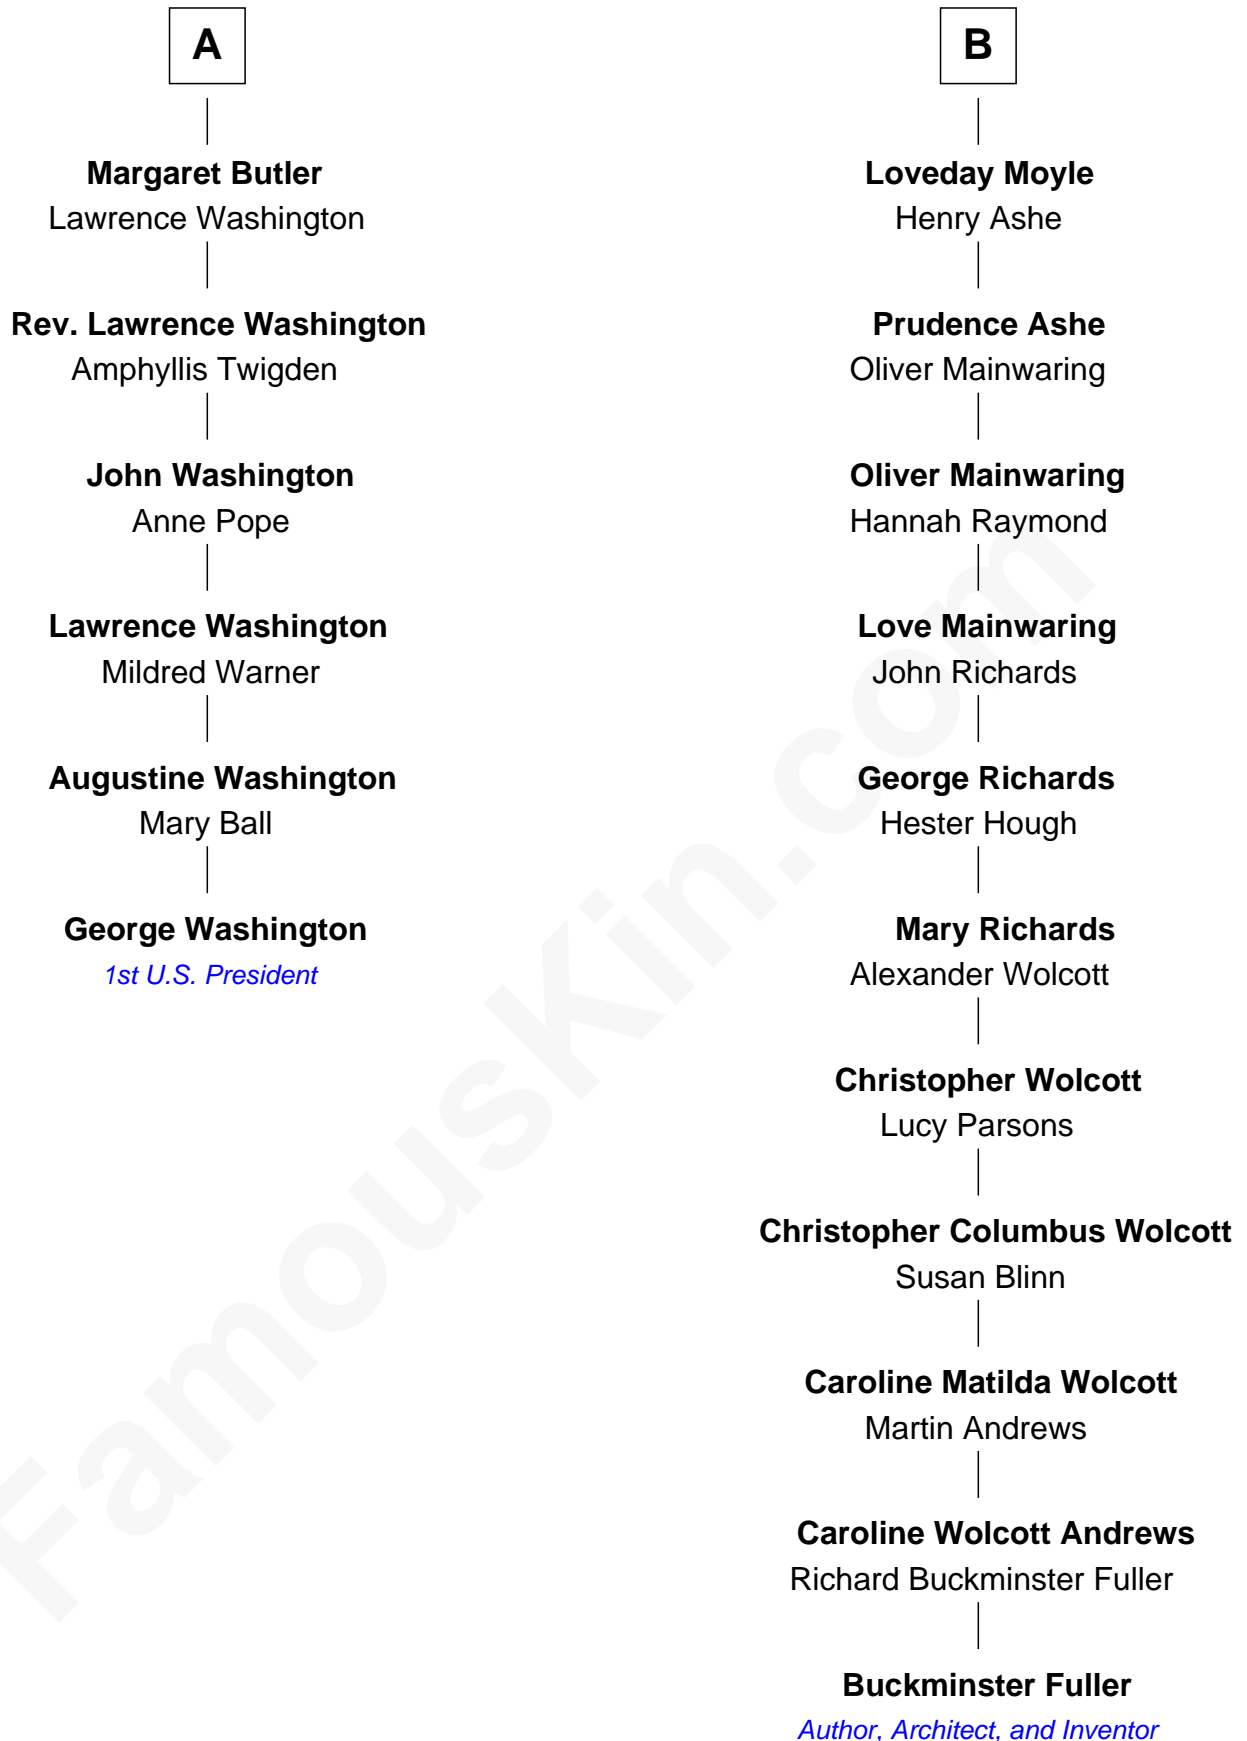 A
Margaret Butler
Lawrence Washington
Rev. Lawrence Washington
Amphyllis Twigden
John Washington
Anne Pope
Lawrence Washington
Mildred Warner
Augustine Washington
Mary Ball
George Washington
1st U.S. President
B
Loveday Moyle
Henry Ashe
Prudence Ashe
Oliver Mainwaring
Oliver Mainwaring
Hannah Raymond
Love Mainwaring
John Richards
George Richards
Hester Hough
Mary Richards
Alexander Wolcott
Christopher Wolcott
Lucy Parsons
Christopher Columbus Wolcott
Susan Blinn
Caroline Matilda Wolcott
Martin Andrews
Caroline Wolcott Andrews
Richard Buckminster Fuller
Buckminster Fuller
Author, Architect, and Inventor
FamousKin.com